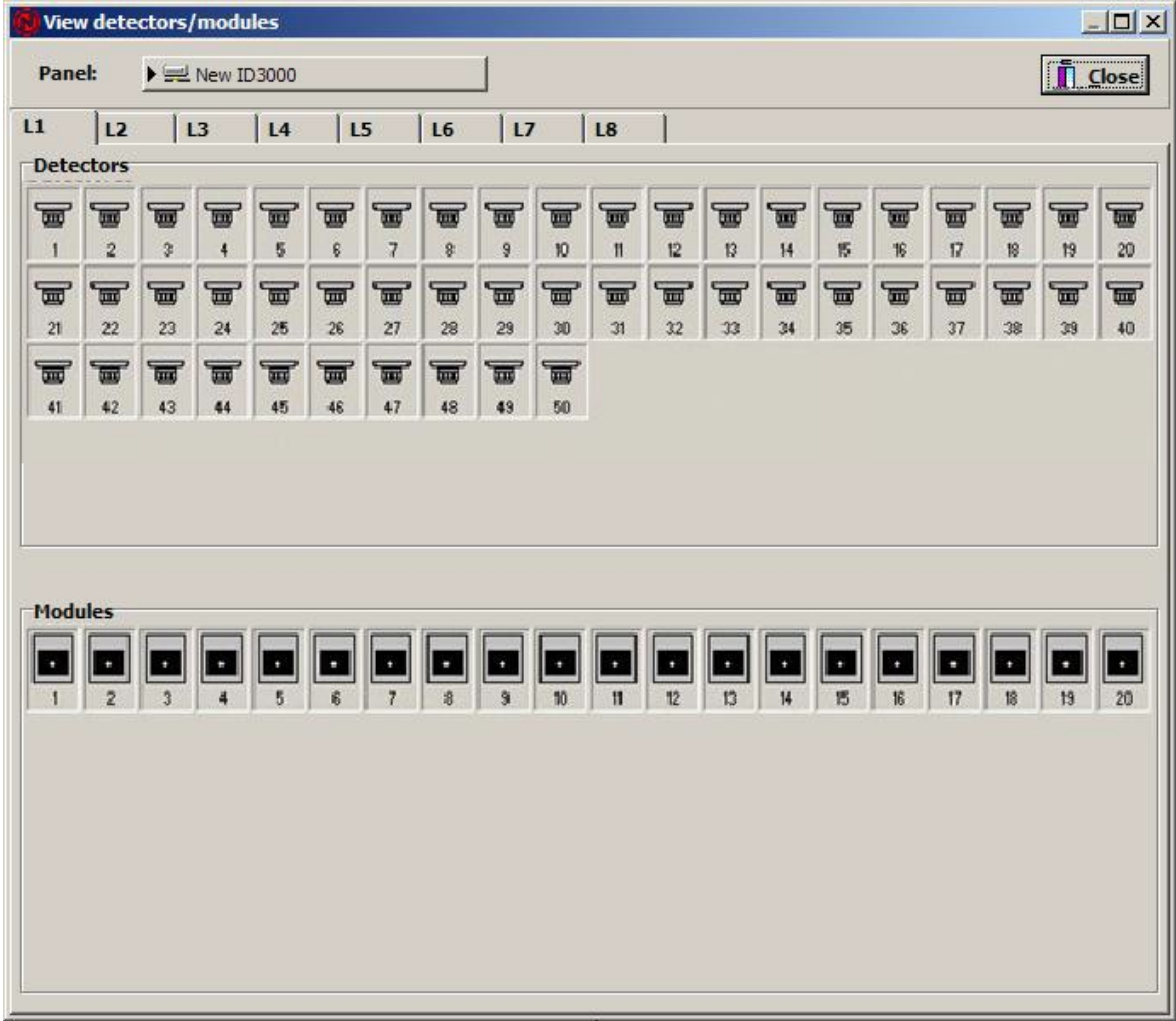 View detectors/modules
Panel: New ID3000 Close
L1 L2 L3 L4 L5 L6 L7 L8
Detectors
1 2 3 4 5 6 7 8 9 10 11 12 13 14 15 16 17 18 19 20
21 22 23 24 25 26 27 28 29 30 31 32 33 34 35 36 37 38 39 40
41 42 43 44 45 46 47 48 49 50
Modules
1 2 3 4 5 6 7 8 9 10 11 12 13 14 15 16 17 18 19 20